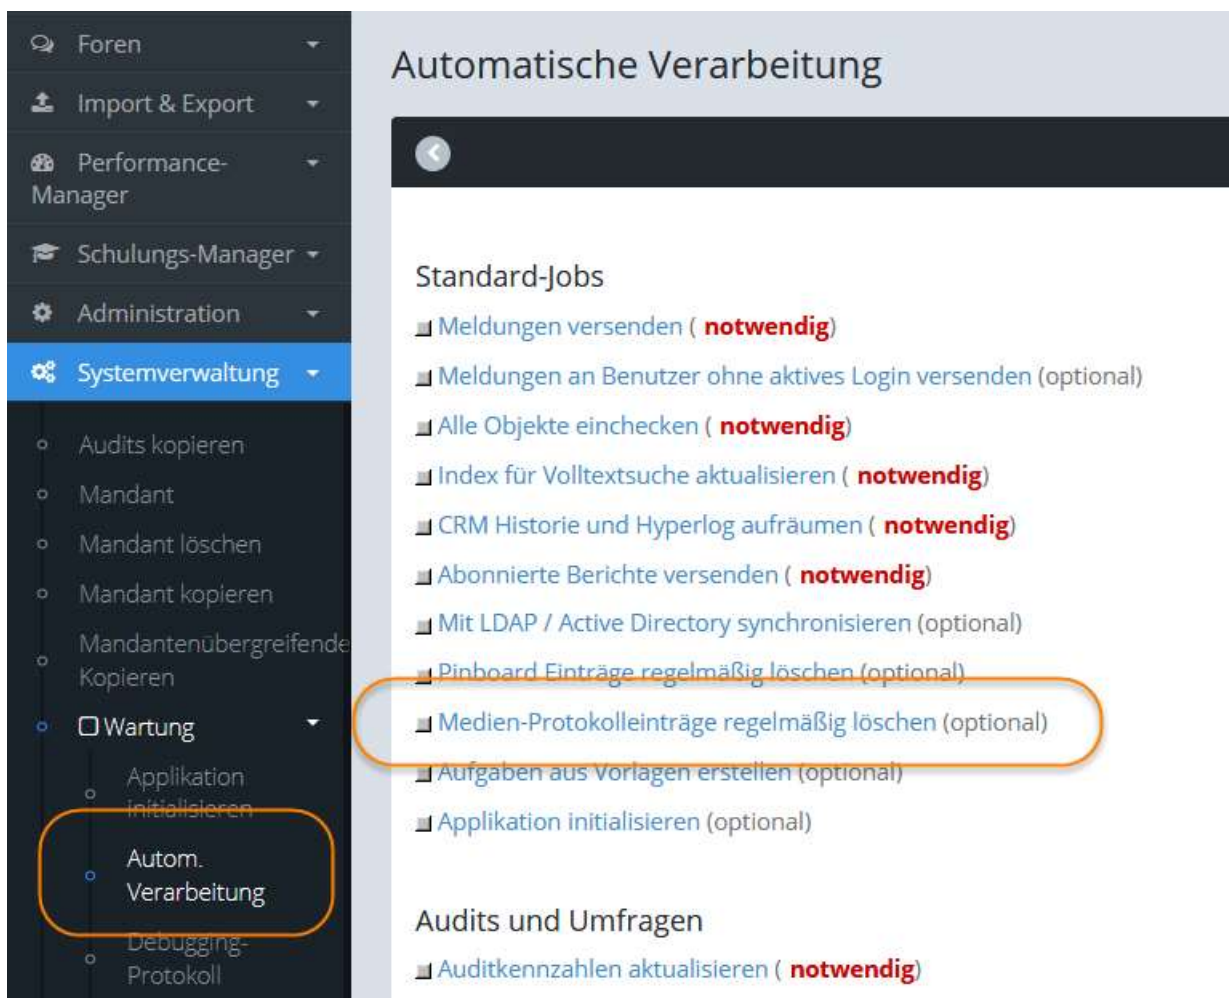 Foren
Import & Export
Performance-
Manager
Schulungs-Manager
Administration
Systemverwaltung
Audits kopieren
Mandant
Mandant löschen
Mandant kopieren
Mandantenübergreifende
Kopieren
Wartung
Applikation
initialisieren
Autom.
Verarbeitung
Debugging-
Protokoll
Automatische Verarbeitung
Standard-Jobs
Meldungen versenden ( notwendig)
Meldungen an Benutzer ohne aktives Login versenden (optional)
Alle Objekte einchecken ( notwendig)
Index für Volltextsuche aktualisieren ( notwendig)
CRM Historie und Hyperlog aufräumen ( notwendig)
Abonnierte Berichte versenden ( notwendig)
Mit LDAP / Active Directory synchronisieren (optional)
Pinboard Einträge regelmäßig löschen (optional)
Medien-Protokolleinträge regelmäßig löschen (optional)
Aufgaben aus Vorlagen erstellen (optional)
Applikation initialisieren (optional)
Audits und Umfragen
Auditkennzahlen aktualisieren ( notwendig)